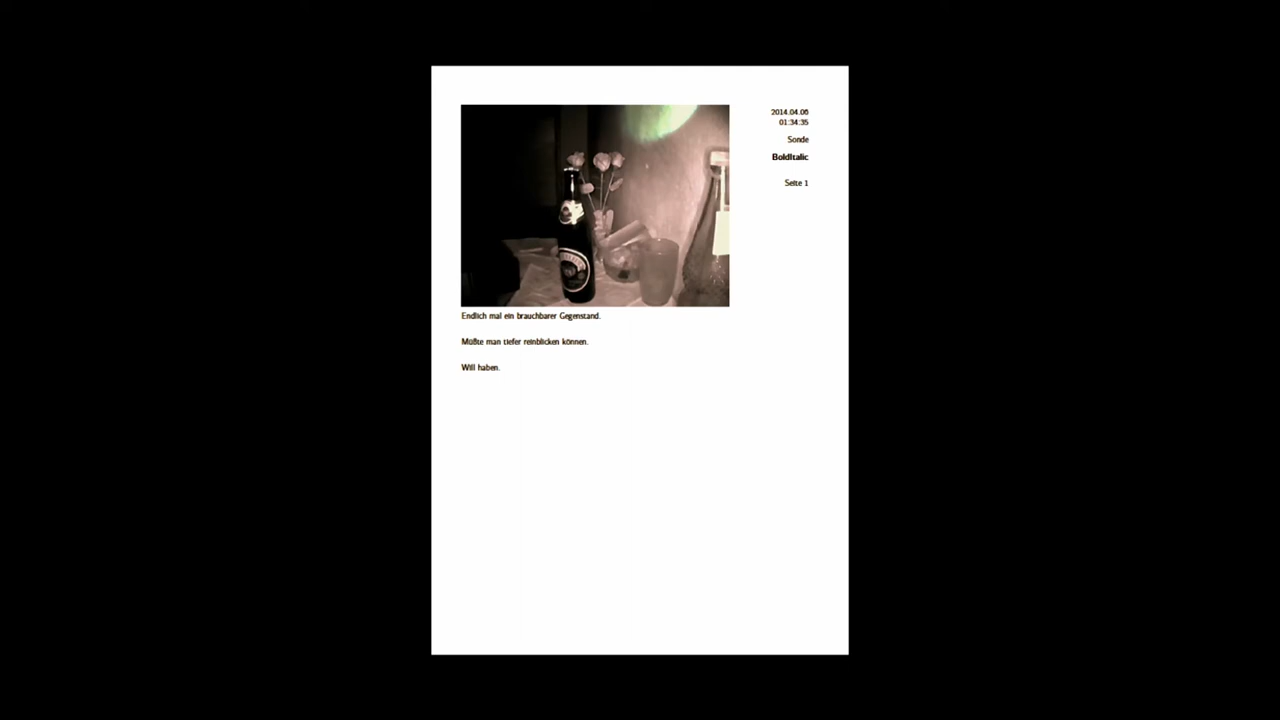 2014.04.06
01:34:35
Sonde
BoldItalic
Seite 1
Endlich mal ein brauchbarer Gegenstand.
Müßte man tiefer reinblicken können.
Will haben.